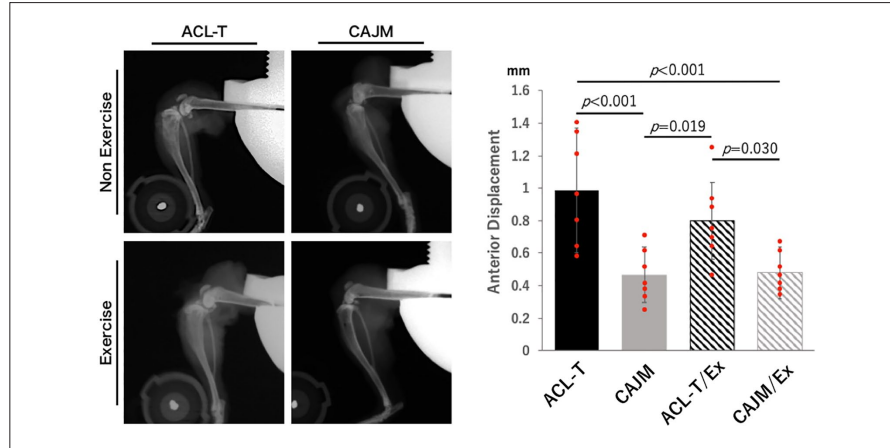 ACL-T
CAJM
Non Exercise
Exercise
mm
Anterior Displacement
1.6
1.4
1.2
1
0.8
0.6
0.4
0.2
0
p<0.001
p<0.001
p=0.019
p=0.030
ACL-T
CAJM
ACL-T/Ex
CAJM/Ex